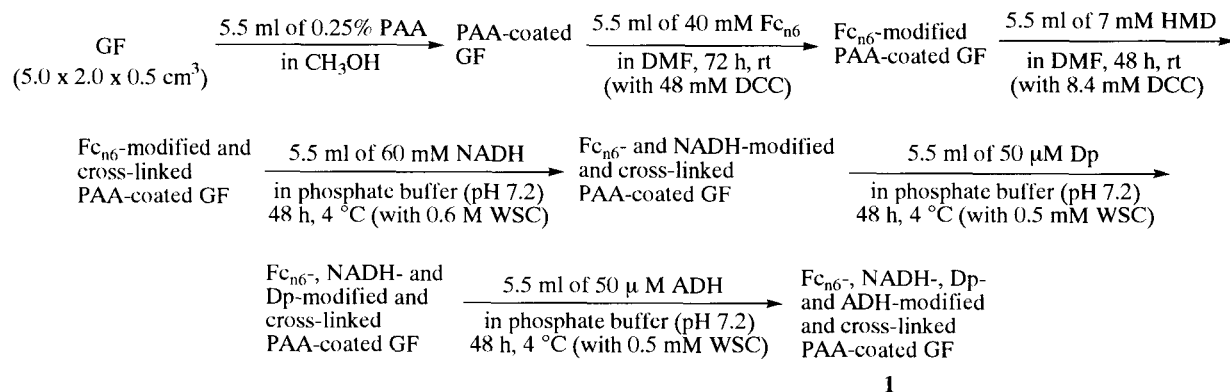 GF
(5.0 x 2.0 x 0.5 cm³)
5.5 ml of 0.25% PAA
in CH₃OH
PAA-coated
GF
5.5 ml of 40 mM Fcₙ₆
in DMF, 72 h, rt
(with 48 mM DCC)
Fcₙ₆-modified
PAA-coated GF
5.5 ml of 7 mM HMD
in DMF, 48 h, rt
(with 8.4 mM DCC)
Fcₙ₆-modified and
cross-linked
PAA-coated GF
5.5 ml of 60 mM NADH
in phosphate buffer (pH 7.2)
48 h, 4 °C (with 0.6 M WSC)
Fcₙ₆- and NADH-modified
and cross-linked
PAA-coated GF
5.5 ml of 50 μM Dp
in phosphate buffer (pH 7.2)
48 h, 4 °C (with 0.5 mM WSC)
Fcₙ₆-, NADH- and
Dp-modified and
cross-linked
PAA-coated GF
5.5 ml of 50 μ M ADH
in phosphate buffer (pH 7.2)
48 h, 4 °C (with 0.5 mM WSC)
Fcₙ₆-, NADH-, Dp-
and ADH-modified
and cross-linked
PAA-coated GF
1